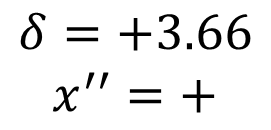 δ = +3.66
x′′ = +